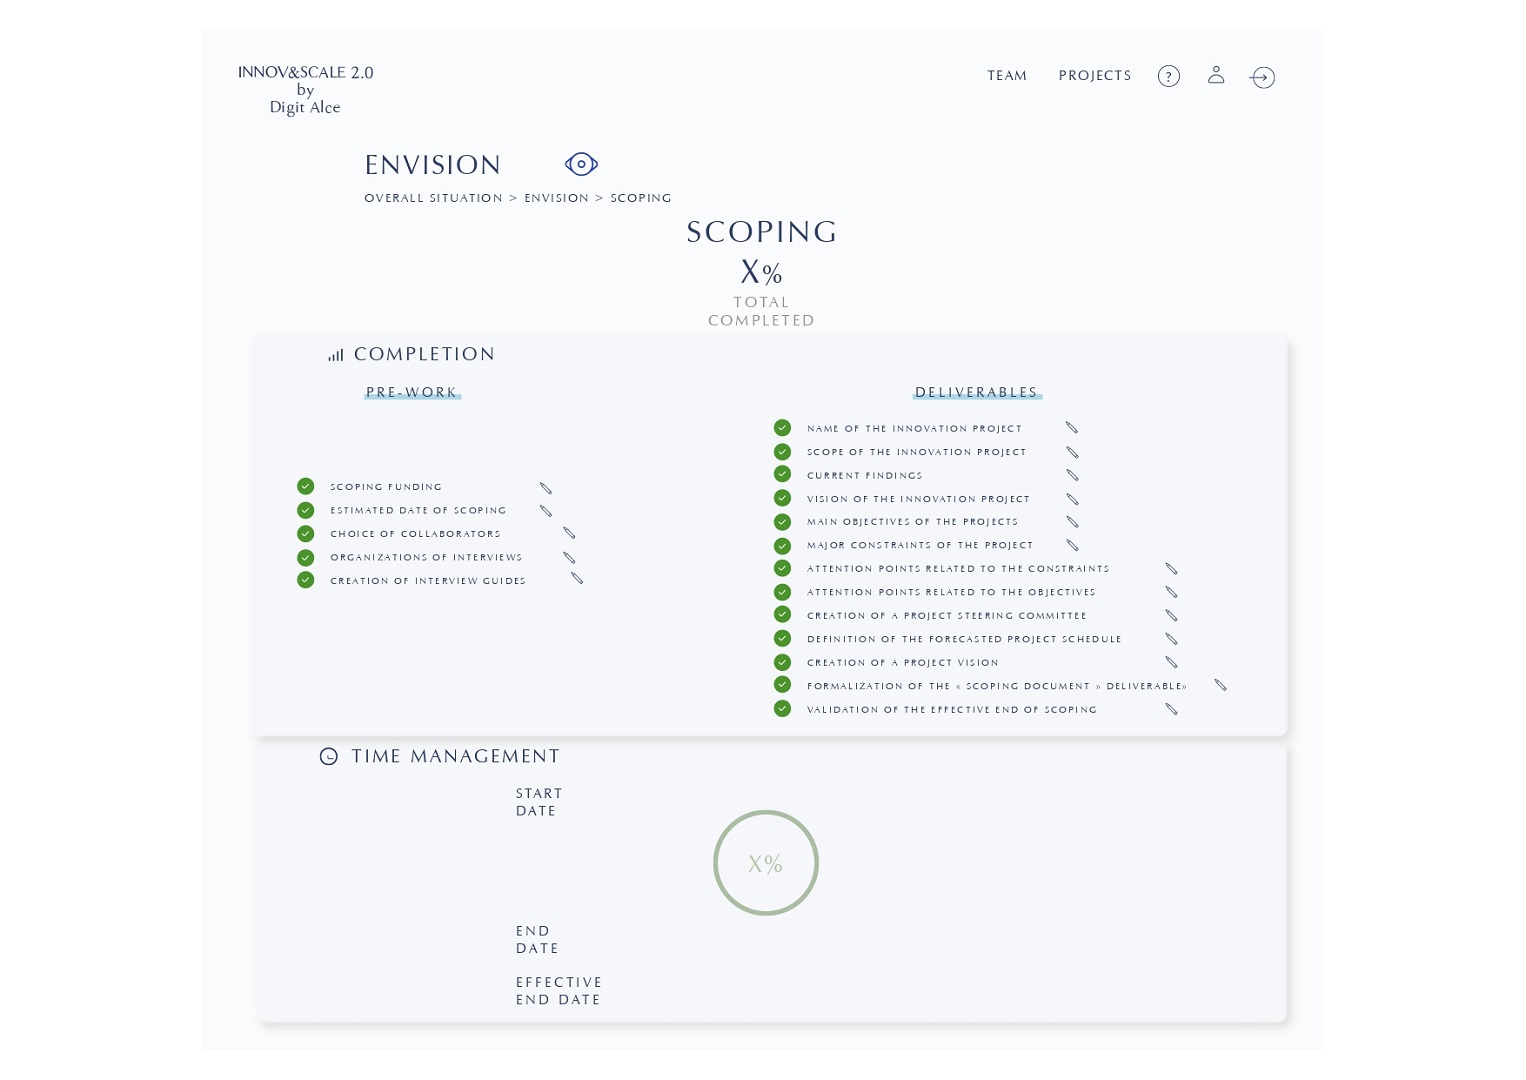 INNOV&SCALE 2.0
by
Digit Alce
TEAM
PROJECTS
?
ENVISION
OVERALL SITUATION > ENVISION > SCOPING
SCOPING
X%
TOTAL
COMPLETED
COMPLETION
PRE-WORK
SCOPING FUNDING
ESTIMATED DATE OF SCOPING
CHOICE OF COLLABORATORS
ORGANIZATIONS OF INTERVIEWS
CREATION OF INTERVIEW GUIDES
DELIVERABLES
NAME OF THE INNOVATION PROJECT
SCOPE OF THE INNOVATION PROJECT
CURRENT FINDINGS
VISION OF THE INNOVATION PROJECT
MAIN OBJECTIVES OF THE PROJECTS
MAJOR CONSTRAINTS OF THE PROJECT
ATTENTION POINTS RELATED TO THE CONSTRAINTS
ATTENTION POINTS RELATED TO THE OBJECTIVES
CREATION OF A PROJECT STEERING COMMITTEE
DEFINITION OF THE FORECASTED PROJECT SCHEDULE
CREATION OF A PROJECT VISION
FORMALIZATION OF THE « SCOPING DOCUMENT » DELIVERABLE»
VALIDATION OF THE EFFECTIVE END OF SCOPING
TIME MANAGEMENT
START
DATE
X%
END
DATE
EFFECTIVE
END DATE